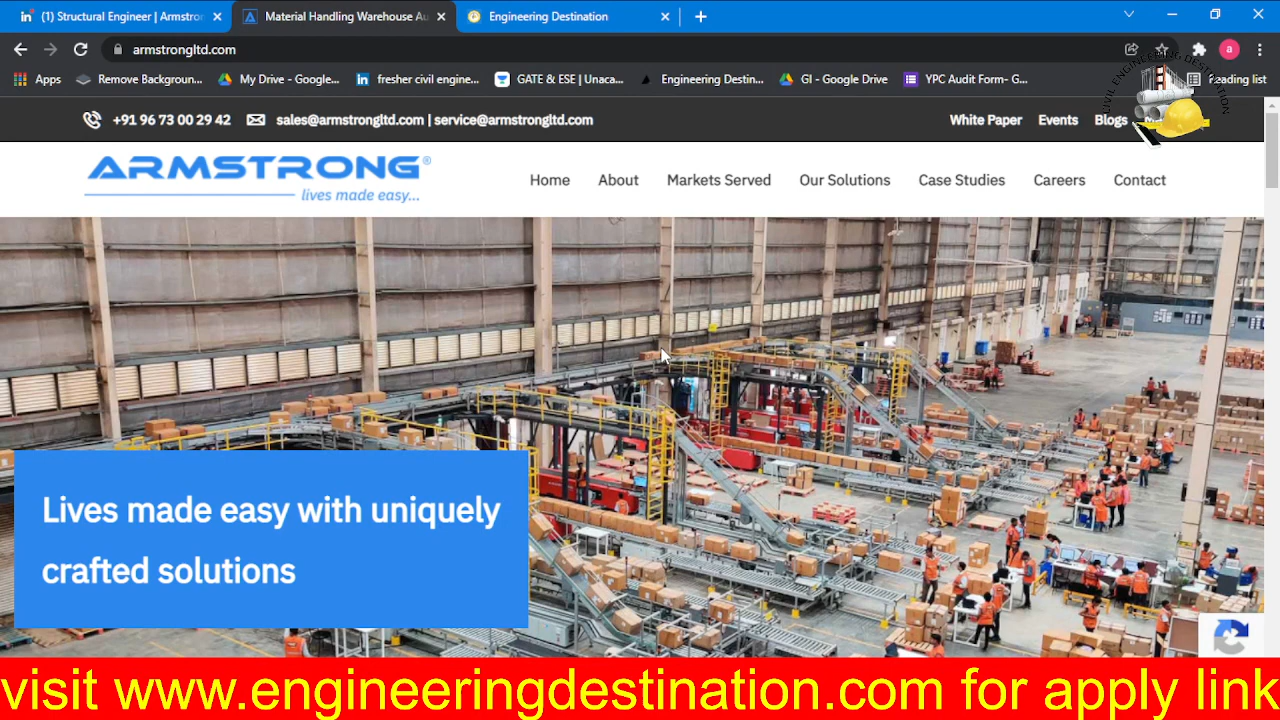 (1) Structural Engineer | Armstror
Material Handling Warehouse Au
Engineering Destination
armstrongltd.com
Apps
Remove Backgroun...
My Drive - Google...
fresher civil engine...
GATE & ESE | Unaca...
Engineering Destin...
GI - Google Drive
YPC Audit Form- G...
Reading list
CIVIL ENGINEERING DESTINATION
+91 96 73 00 29 42
sales@armstrongltd.com | service@armstrongltd.com
White Paper
Events
Blogs
ARMSTRONG®
lives made easy...
Home
About
Markets Served
Our Solutions
Case Studies
Careers
Contact
Lives made easy with uniquely
crafted solutions
visit www.engineeringdestination.com for apply link